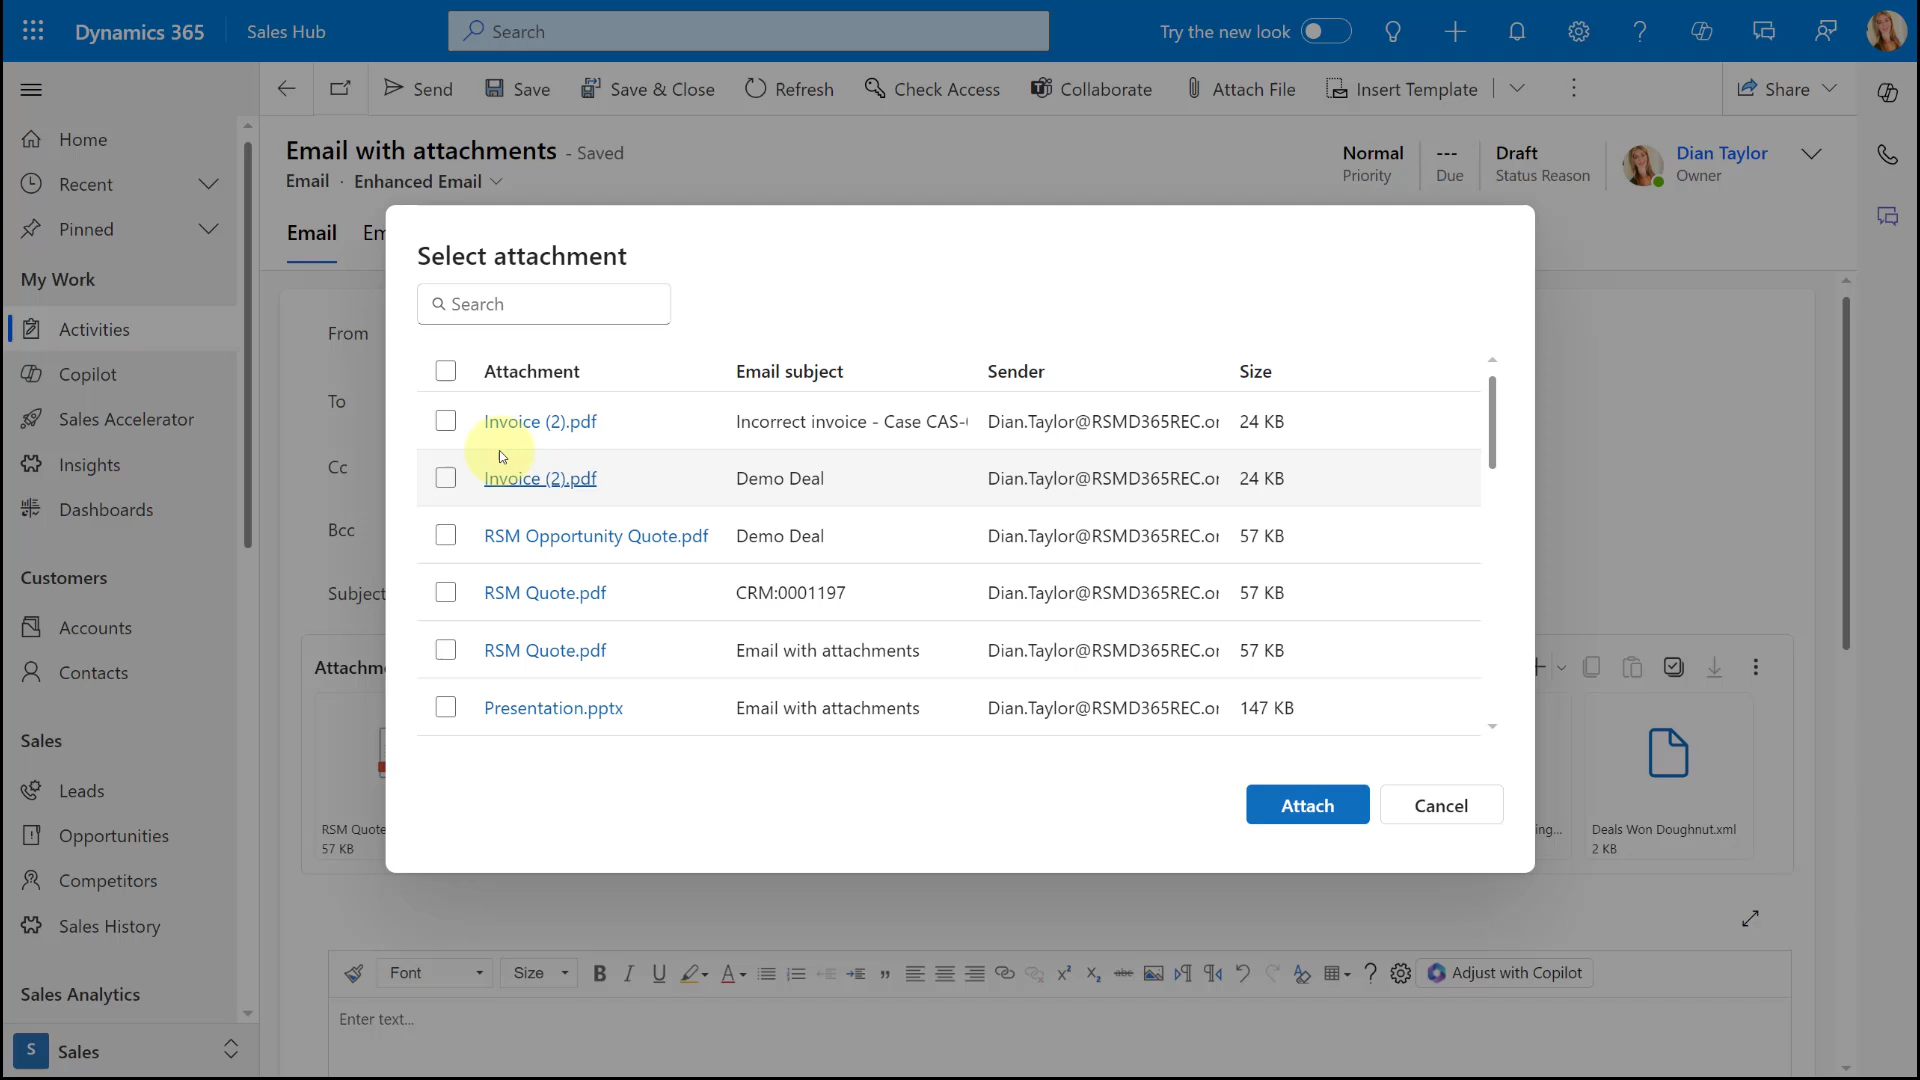 Dynamics 365
Sales Hub
Search
Try the new look
Send
Save
Save & Close
Refresh
Check Access
Collaborate
Attach File
Insert Template
Share
Home
Recent
Pinned
My Work
Activities
Copilot
Sales Accelerator
Insights
Dashboards
Customers
Accounts
Contacts
Sales
Leads
Opportunities
Competitors
Sales History
Sales Analytics
S Sales
Email with attachments - Saved
Email · Enhanced Email
Normal
Priority
---
Due
Draft
Status Reason
Dian Taylor
Owner
Email
From
To
Cc
Bcc
Subject
Select attachment
Search
Attachment Email subject Sender Size
Invoice (2).pdf Incorrect invoice - Case CAS- Dian.Taylor@RSMD365REC.or 24 KB
Invoice (2).pdf Demo Deal Dian.Taylor@RSMD365REC.or 24 KB
RSM Opportunity Quote.pdf Demo Deal Dian.Taylor@RSMD365REC.or 57 KB
RSM Quote.pdf CRM:0001197 Dian.Taylor@RSMD365REC.or 57 KB
RSM Quote.pdf Email with attachments Dian.Taylor@RSMD365REC.or 57 KB
Presentation.pptx Email with attachments Dian.Taylor@RSMD365REC.or 147 KB
Attach
Cancel
RSM Quote
57 KB
ing...
Deals Won Doughnut.xml
2 KB
Font
Size
B I U
Adjust with Copilot
Enter text...